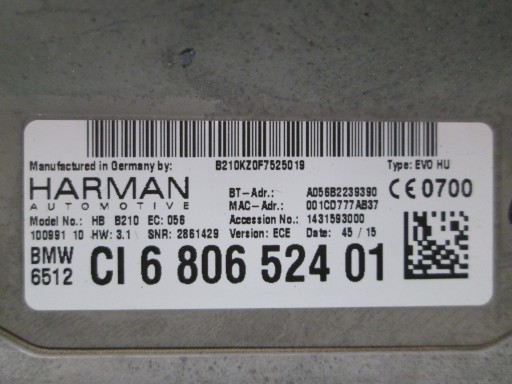 Manufactured in Germany by: B210KZ0F7525019 Type: EVO HU
HARMAN BT-Adr.: A056B2239390 CE 0700
AUTOMOTIVE MAC-Adr.: 001CD777AB37
Model No.: HB B210 EC: 056 Account No.: 1431593000
100991 10 HW: 3.1 SNR: 2861429 Version: ECE Date: 45 / 15
BMW
6512 CI 6 806 524 01